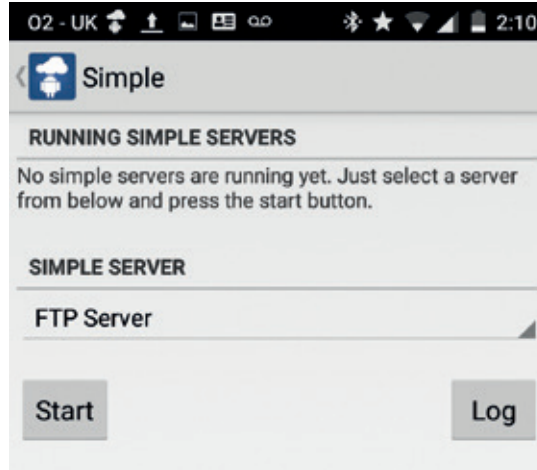 O2 - UK 2:10
Simple
RUNNING SIMPLE SERVERS
No simple servers are running yet. Just select a server
from below and press the start button.
SIMPLE SERVER
FTP Server
Start Log